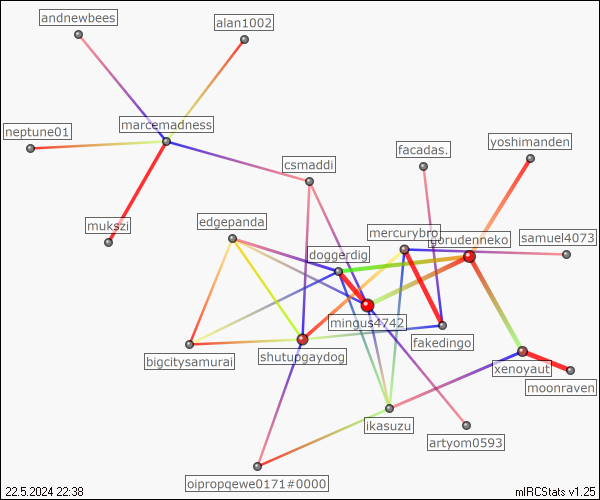 andnewbees
alan1002
neptune01
marcemadness
csmaddi
facadas.
yoshimanden
mukszi
edgepanda
mercurybro
gorudenneko
samuel4073
doggerdig
mingus4742
fakedingo
bigcitysamurai
shutupgaydog
xenoyaut
moonraven
ikasuzu
artyom0593
oipropqewe0171#0000
22.5.2024 22:38
mIRCStats v1.25